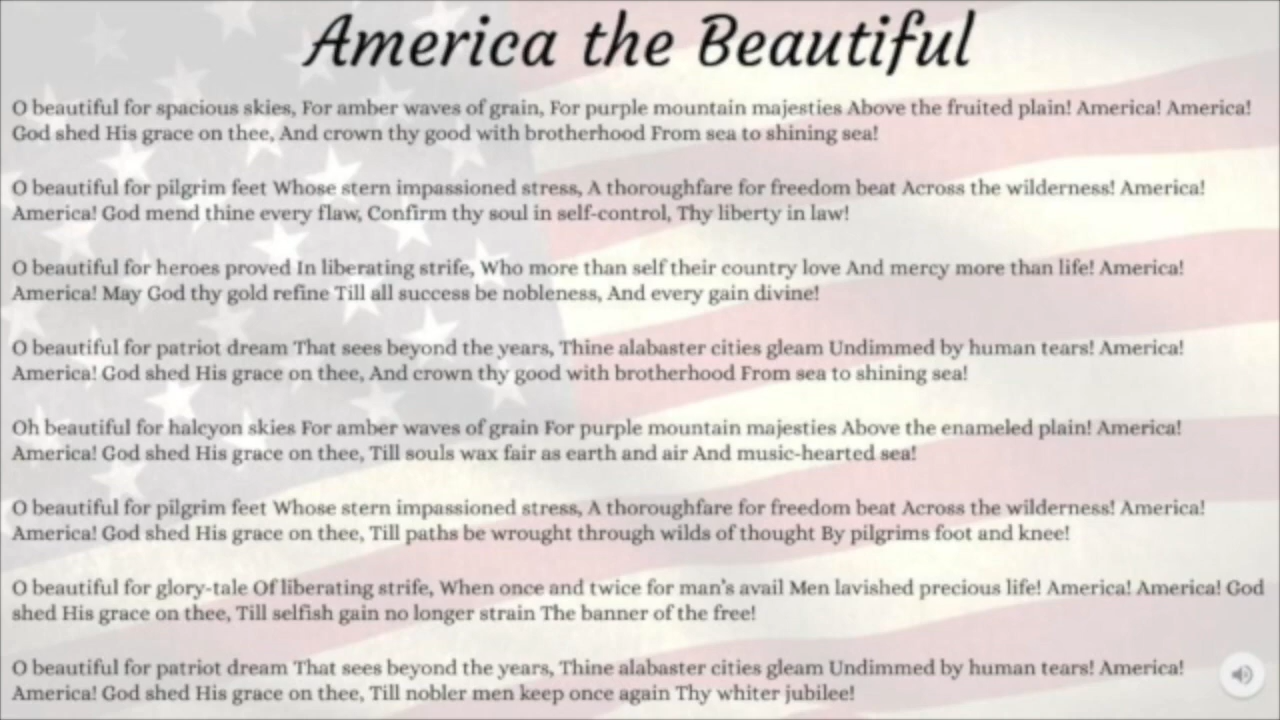 America the Beautiful
O beautiful for spacious skies, For amber waves of grain, For purple mountain majesties Above the fruited plain! America! America!
God shed His grace on thee, And crown thy good with brotherhood From sea to shining sea!
O beautiful for pilgrim feet Whose stern impassioned stress, A thoroughfare for freedom beat Across the wilderness! America!
America! God mend thine every flaw, Confirm thy soul in self-control, Thy liberty in law!
O beautiful for heroes proved In liberating strife, Who more than self their country love And mercy more than life! America!
America! May God thy gold refine Till all success be nobleness, And every gain divine!
O beautiful for patriot dream That sees beyond the years, Thine alabaster cities gleam Undimmed by human tears! America!
America! God shed His grace on thee, And crown thy good with brotherhood From sea to shining sea!
Oh beautiful for halcyon skies For amber waves of grain For purple mountain majesties Above the enameled plain! America!
America! God shed His grace on thee, Till souls wax fair as earth and air And music-hearted sea!
O beautiful for pilgrim feet Whose stern impassioned stress, A thoroughfare for freedom beat Across the wilderness! America!
America! God shed His grace on thee, Till paths be wrought through wilds of thought By pilgrims foot and knee!
O beautiful for glory-tale Of liberating strife, When once and twice for man's avail Men lavished precious life! America! America! God
shed His grace on thee, Till selfish gain no longer strain The banner of the free!
O beautiful for patriot dream That sees beyond the years, Thine alabaster cities gleam Undimmed by human tears! America!
America! God shed His grace on thee, Till nobler men keep once again Thy whiter jubilee!